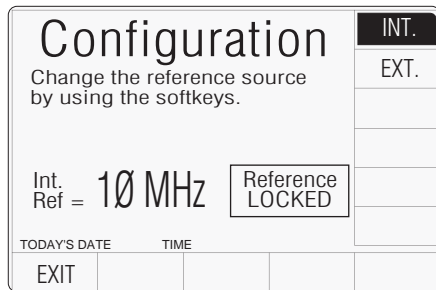 Configuration
INT.
Change the reference source
EXT.
by using the softkeys.
Int.
Ref = 1Ø MHz
Reference
LOCKED
TODAY'S DATE TIME
EXIT